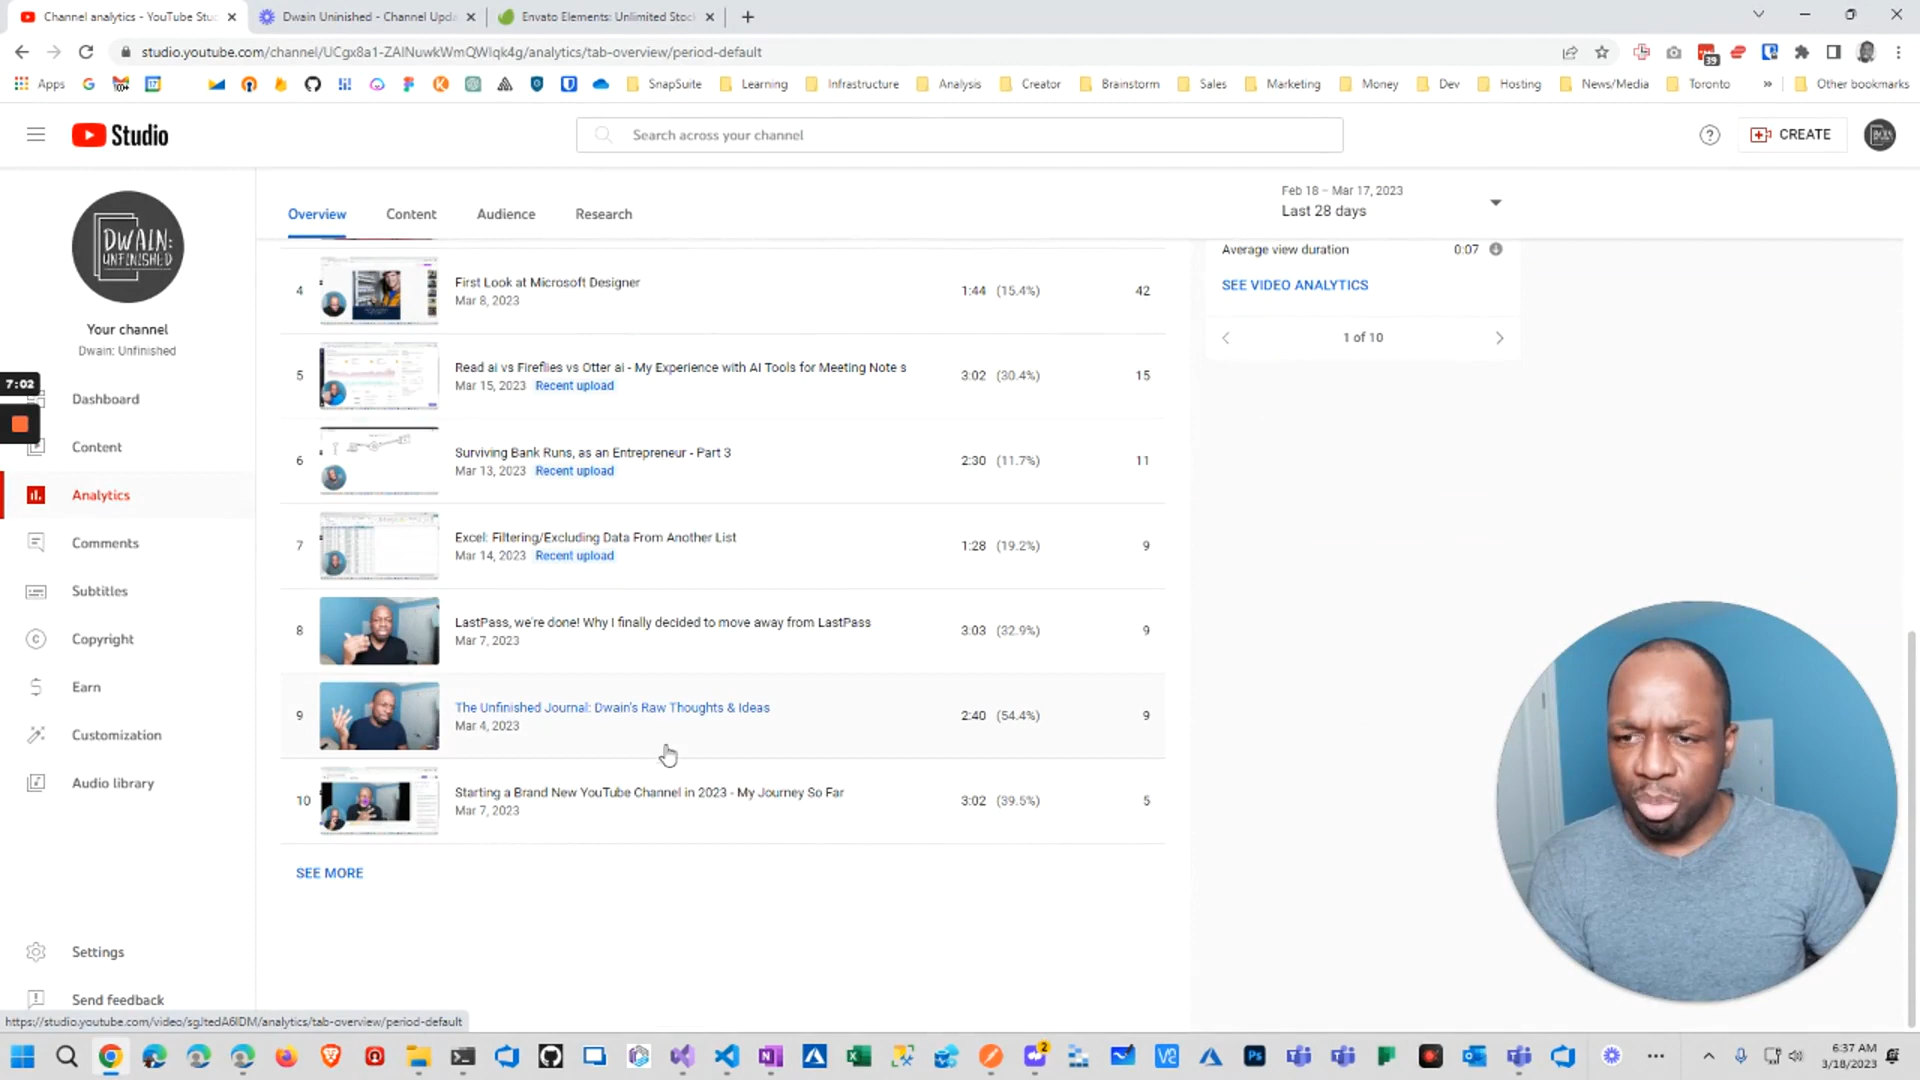 Channel analytics - YouTube Stu
Dwain Uninished - Channel Upda
Envato Elements: Unlimited Stoc
studio.youtube.com/channel/UCgx8a1-ZAlNuwkWmQWlqk4g/analytics/tab-overview/period-default
39
Apps
100+
SnapSuite
Learning
Infrastructure
Analysis
Creator
Brainstorm
Sales
Marketing
Money
Dev
Hosting
News/Media
Toronto
»
Other bookmarks
Studio
Search across your channel
CREATE
DWAIN:
UNFINISHED
Your channel
Dwain: Unfinished
7:02
Dashboard
Content
Analytics
Comments
Subtitles
Copyright
Earn
Customization
Audio library
Settings
Send feedback
Overview
Content
Audience
Research
Feb 18 – Mar 17, 2023
Last 28 days
4
First Look at Microsoft Designer
Mar 8, 2023
1:44 (15.4%)
42
5
Read ai vs Fireflies vs Otter ai - My Experience with AI Tools for Meeting Note s
Mar 15, 2023 Recent upload
3:02 (30.4%)
15
6
Surviving Bank Runs, as an Entrepreneur - Part 3
Mar 13, 2023 Recent upload
2:30 (11.7%)
11
7
Excel: Filtering/Excluding Data From Another List
Mar 14, 2023 Recent upload
1:28 (19.2%)
9
8
LastPass, we're done! Why I finally decided to move away from LastPass
Mar 7, 2023
3:03 (32.9%)
9
9
The Unfinished Journal: Dwain's Raw Thoughts & Ideas
Mar 4, 2023
2:40 (54.4%)
9
10
Starting a Brand New YouTube Channel in 2023 - My Journey So Far
Mar 7, 2023
3:02 (39.5%)
5
SEE MORE
Average view duration
0:07
SEE VIDEO ANALYTICS
1 of 10
https://studio.youtube.com/video/sgJtedA6lDM/analytics/tab-overview/period-default
2
Ps
6:37 AM
3/18/2023